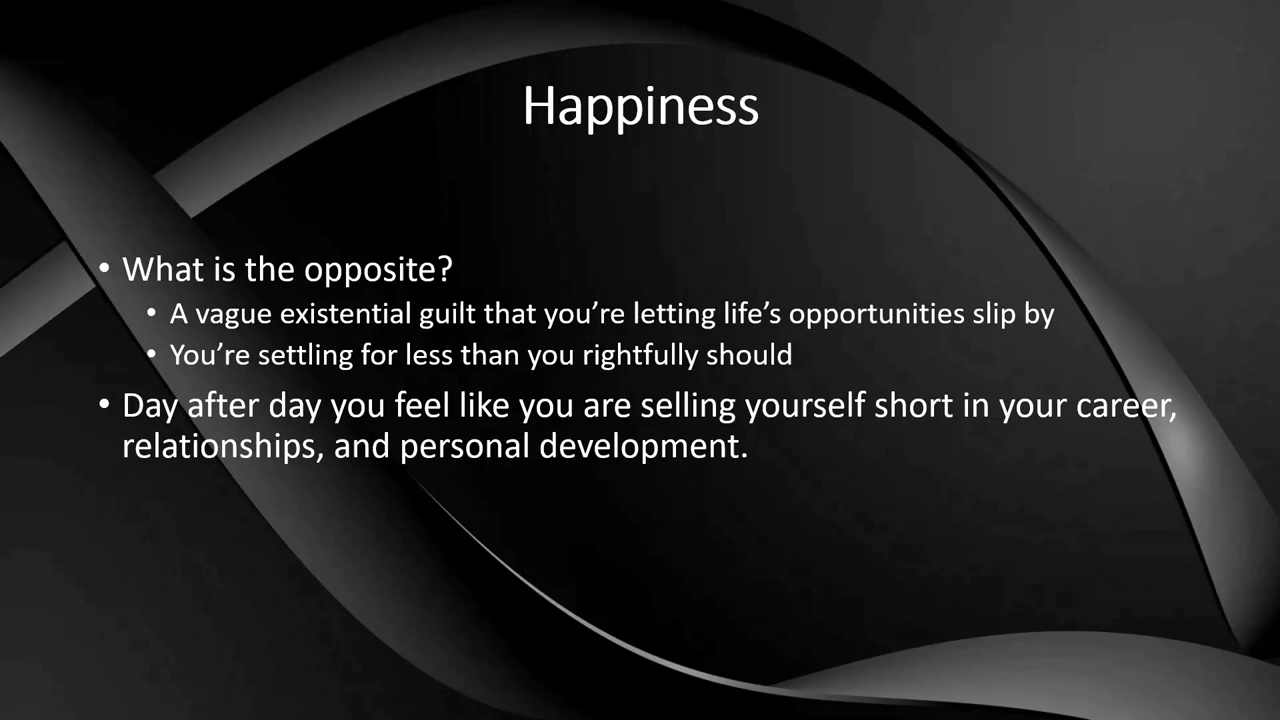 Happiness
• What is the opposite?
• A vague existential guilt that you’re letting life’s opportunities slip by
• You’re settling for less than you rightfully should
• Day after day you feel like you are selling yourself short in your career,
relationships, and personal development.